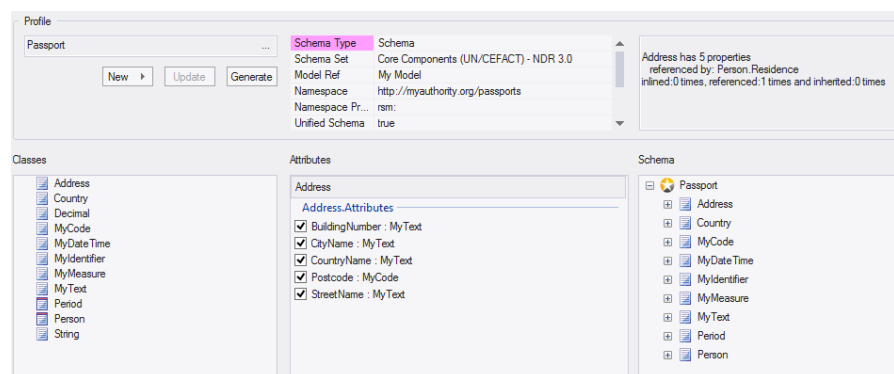 Profile
Passport ...
New Update Generate
Schema Type Schema
Schema Set Core Components (UN/CEFACT) - NDR 3.0
Model Ref My Model
Namespace http://myauthority.org/passports
Namespace Pr... rsm:
Unified Schema true
Address has 5 properties
referenced by: Person.Residence
inlined:0 times, referenced:1 times and inherited:0 times
Classes
Address
Country
Decimal
MyCode
MyDateTime
MyIdentifier
MyMeasure
MyText
Period
Person
String
Attributes
Address
Address.Attributes
BuildingNumber : MyText
CityName : MyText
CountryName : MyText
Postcode : MyCode
StreetName : MyText
Schema
Passport
Address
Country
MyCode
MyDateTime
MyIdentifier
MyMeasure
MyText
Period
Person